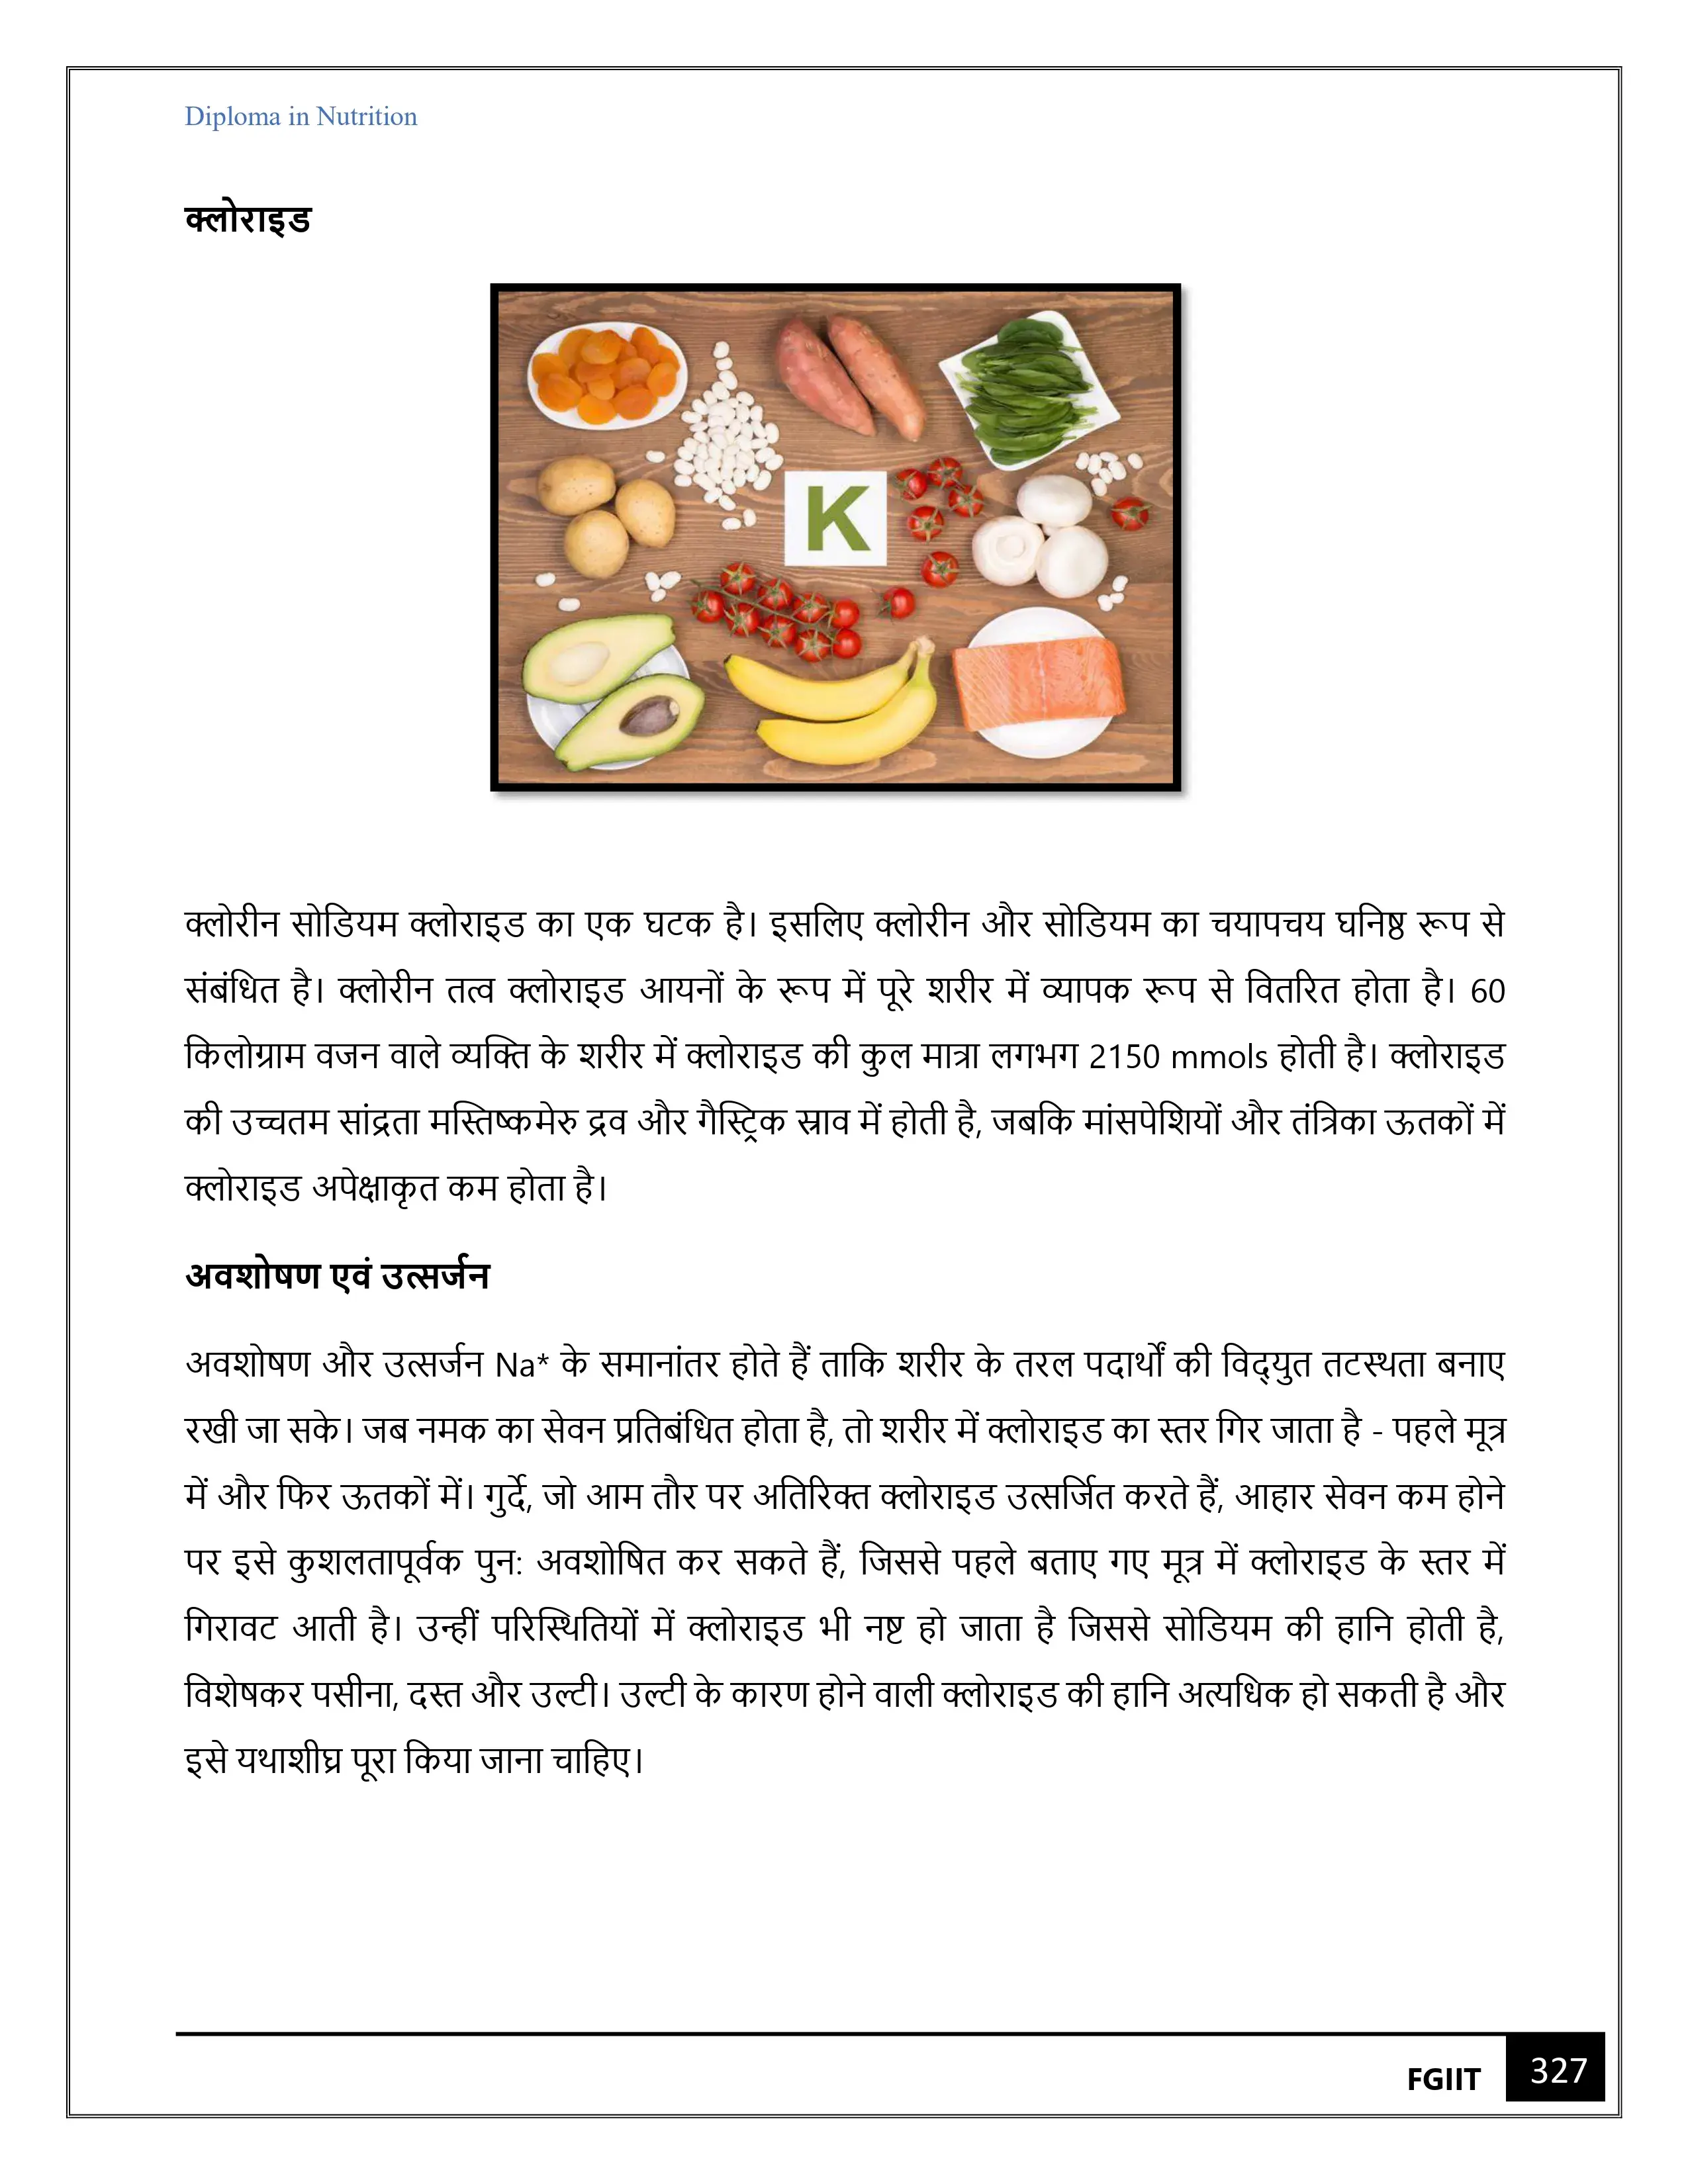 Diploma in Nutrition
क्लोराइड
K
क्लोरीन सोडियम क्लोराइड का एक घटक है। इसलिए क्लोरीन और सोडियम का चयापचय घनिष्ठ रूप से
संबंधित है। क्लोरीन तत्व क्लोराइड आयनों के रूप में पूरे शरीर में व्यापक रूप से वितरित होता है। 60
किलोग्राम वजन वाले व्यक्ति के शरीर में क्लोराइड की कुल मात्रा लगभग 2150 mmols होती है। क्लोराइड
की उच्चतम सांद्रता मस्तिष्कमेरु द्रव और गैस्ट्रिक स्राव में होती है, जबकि मांसपेशियों और तंत्रिका ऊतकों में
क्लोराइड अपेक्षाकृत कम होता है।
अवशोषण एवं उत्सर्जन
अवशोषण और उत्सर्जन Na* के समानांतर होते हैं ताकि शरीर के तरल पदार्थों की विद्युत तटस्थता बनाए
रखी जा सके। जब नमक का सेवन प्रतिबंधित होता है, तो शरीर में क्लोराइड का स्तर गिर जाता है - पहले मूत्र
में और फिर ऊतकों में। गुर्दे, जो आम तौर पर अतिरिक्त क्लोराइड उत्सर्जित करते हैं, आहार सेवन कम होने
पर इसे कुशलतापूर्वक पुन: अवशोषित कर सकते हैं, जिससे पहले बताए गए मूत्र में क्लोराइड के स्तर में
गिरावट आती है। उन्हीं परिस्थितियों में क्लोराइड भी नष्ट हो जाता है जिससे सोडियम की हानि होती है,
विशेषकर पसीना, दस्त और उल्टी। उल्टी के कारण होने वाली क्लोराइड की हानि अत्यधिक हो सकती है और
इसे यथाशीघ्र पूरा किया जाना चाहिए।
FGIIT 327